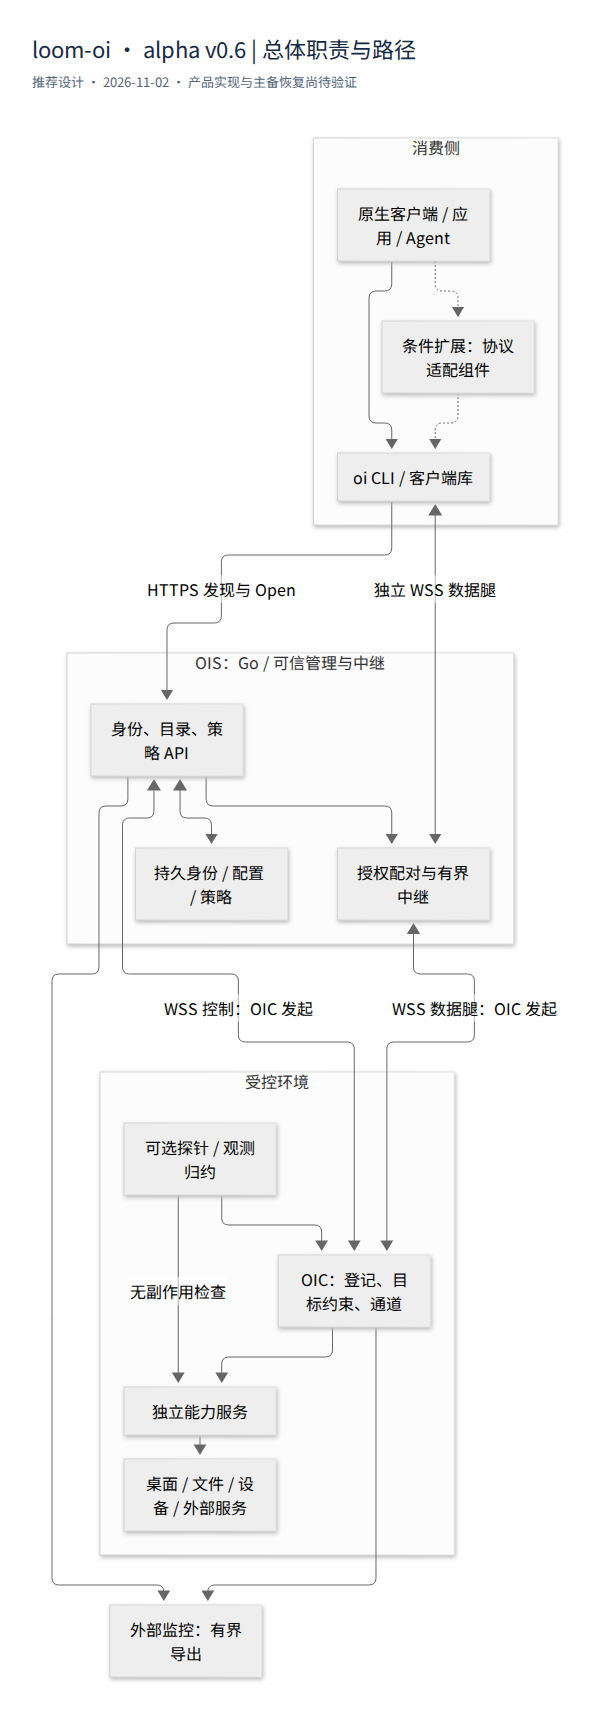 loom-oi · alpha v0.6 | 总体职责与路径
推荐设计 · 2026-11-02 · 产品实现与主备恢复尚待验证
消费侧
原生客户端 / 应
用 / Agent
条件扩展：协议
适配组件
oi CLI / 客户端库
HTTPS 发现与 Open
独立 WSS 数据腿
OIS：Go / 可信管理与中继
身份、目录、策
略 API
持久身份 / 配置
/ 策略
授权配对与有界
中继
WSS 控制：OIC 发起
WSS 数据腿：OIC 发起
受控环境
可选探针 / 观测
归约
OIC：登记、目
标约束、通道
无副作用检查
独立能力服务
桌面 / 文件 / 设
备 / 外部服务
外部监控：有界
导出